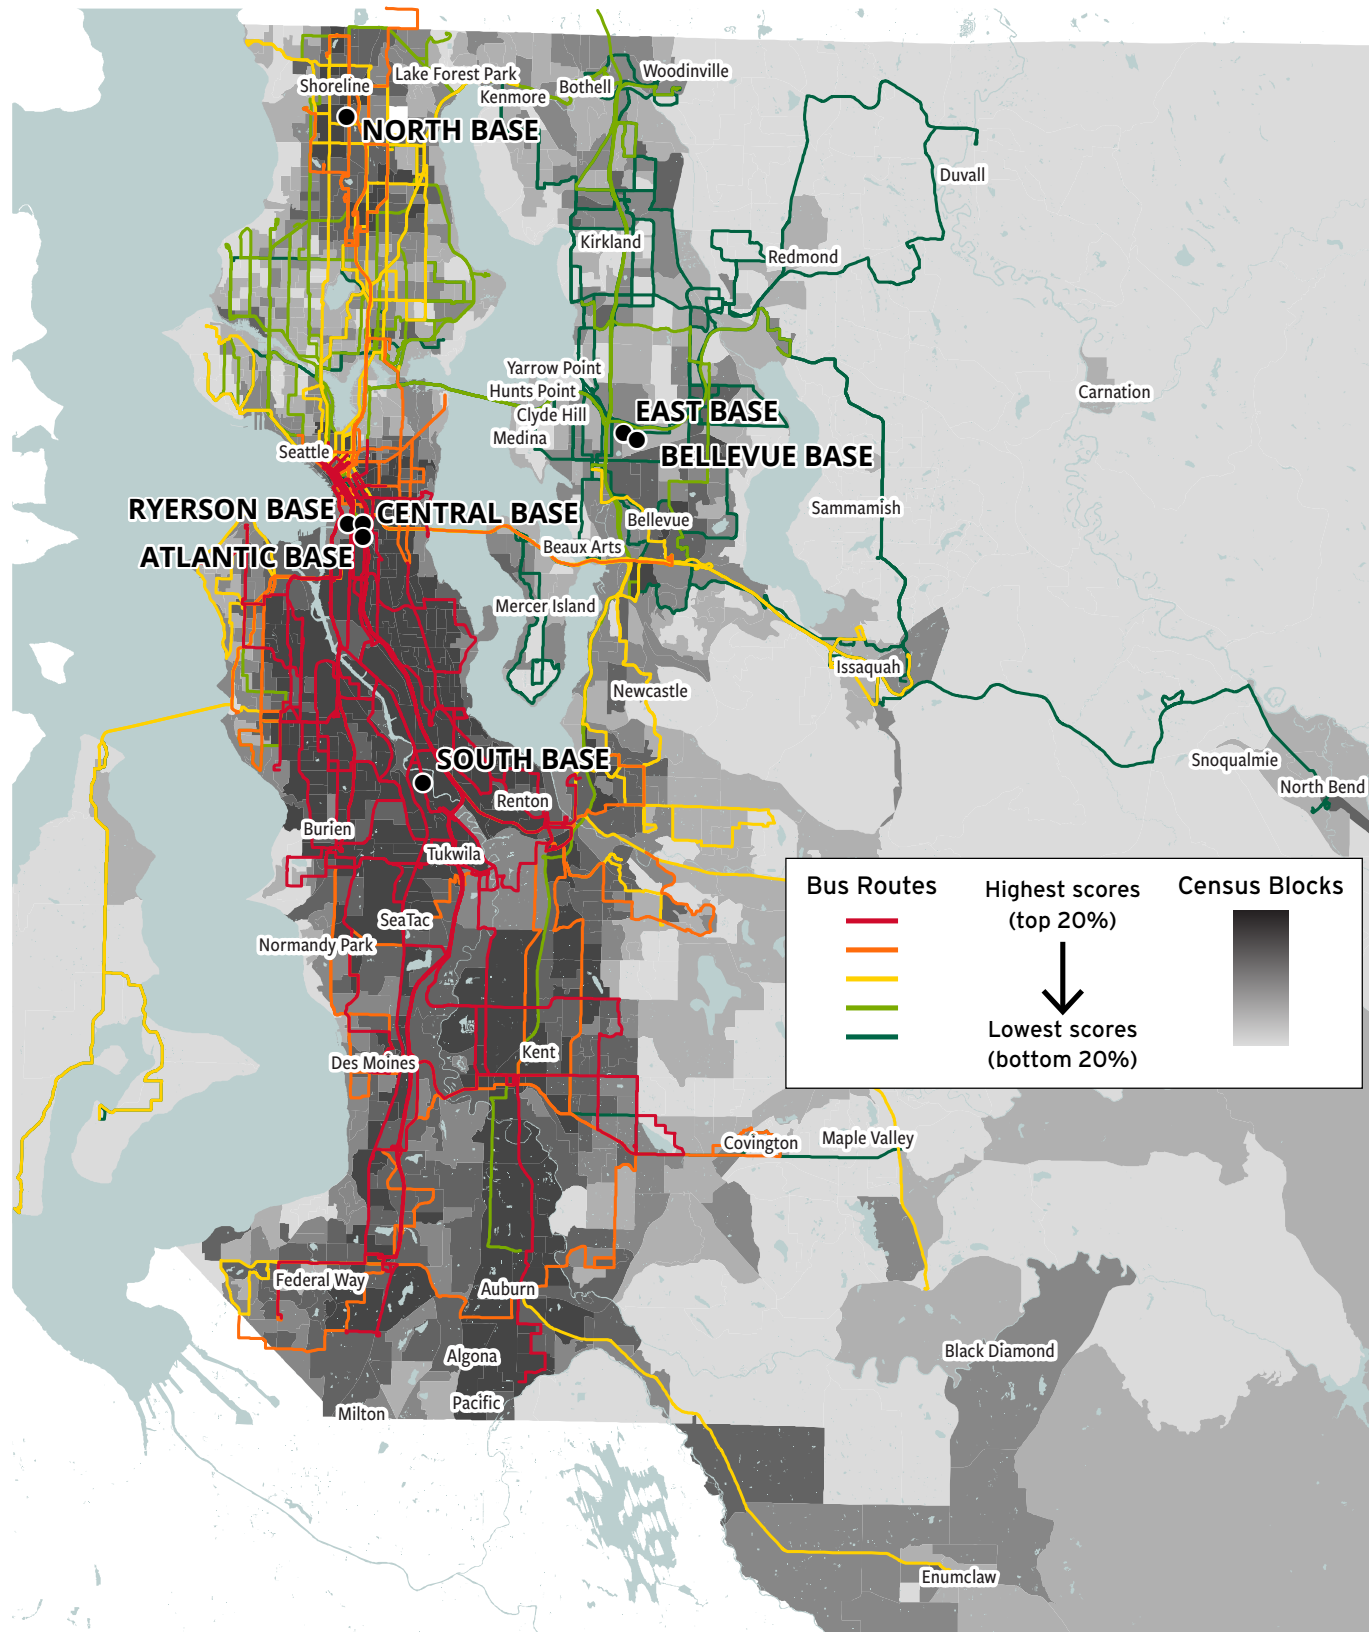 Lake Forest Park
Woodinville
Shoreline
Bothell
Kenmore
NORTH BASE
Duvall
Kirkland
Redmond
Yarrow Point
Hunts Point
Carnation
Clyde Hill
EAST BASE
Medina
Seattle
BELLEVUE BASE
RYERSON BASE
CENTRAL BASE
Sammamish
Bellevue
ATLANTIC BASE
Beaux Arts
Mercer Island
Issaquah
Newcastle
SOUTH BASE
Snoqualmie
North Bend
Renton
Burien
Tukwila
Bus Routes
Highest scores
(top 20%)
Census Blocks
SeaTac
Normandy Park
Lowest scores
(bottom 20%)
Kent
Des Moines
Covington
Maple Valley
Federal Way
Auburn
Black Diamond
Algona
Pacific
Milton
Enumclaw